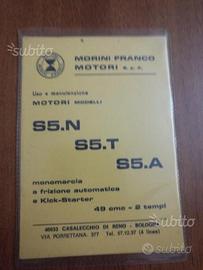 subito
MORINI FRANCO
MOTORI s.p.a.
Uso e manutenzione
MOTORI MODELLI
S5.N
S5.T
S5.A
monomarcia
a frizione automatica
e Kick-Starter
49 cmc - 2 tempi
40033 CASALECCHIO DI RENO - BOLOGNA
VIA PORRETTANA, 377 Tel. 57.12.57 (4 linee)
subito